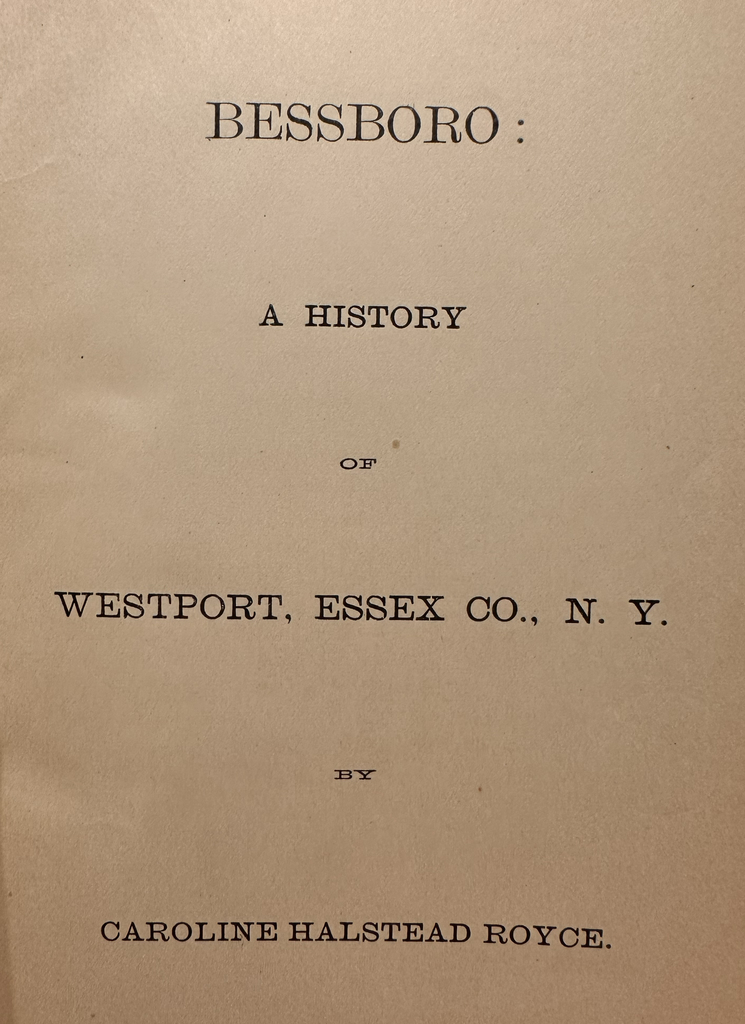 BESSBORO :
A HISTORY
OF
WESTPORT, ESSEX CO., N. Y.
BY
CAROLINE HALSTEAD ROYCE.